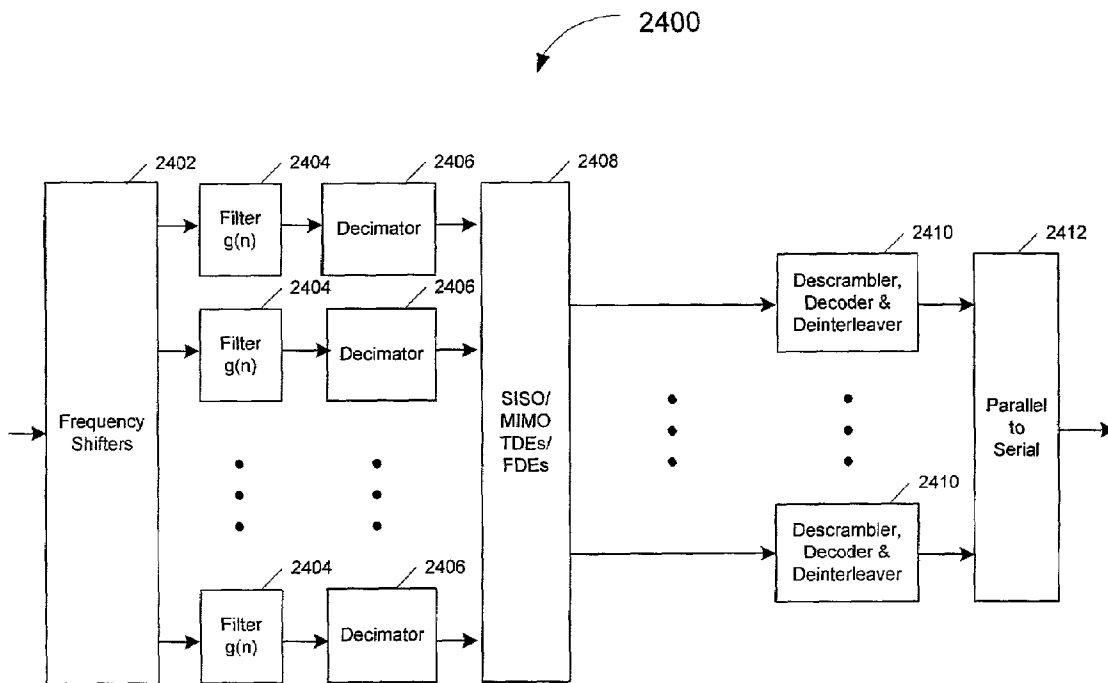 2400
2402
2404
2406
2408
Filter
g(n)
Decimator
2404
2406
Filter
g(n)
Decimator
2410
2412
Descrambler,
Decoder &
Deinterleaver
Frequency
Shifters
SISO/
MIMO
TDEs/
FDEs
Parallel
to
Serial
2410
Descrambler,
Decoder &
Deinterleaver
2404
2406
Filter
g(n)
Decimator